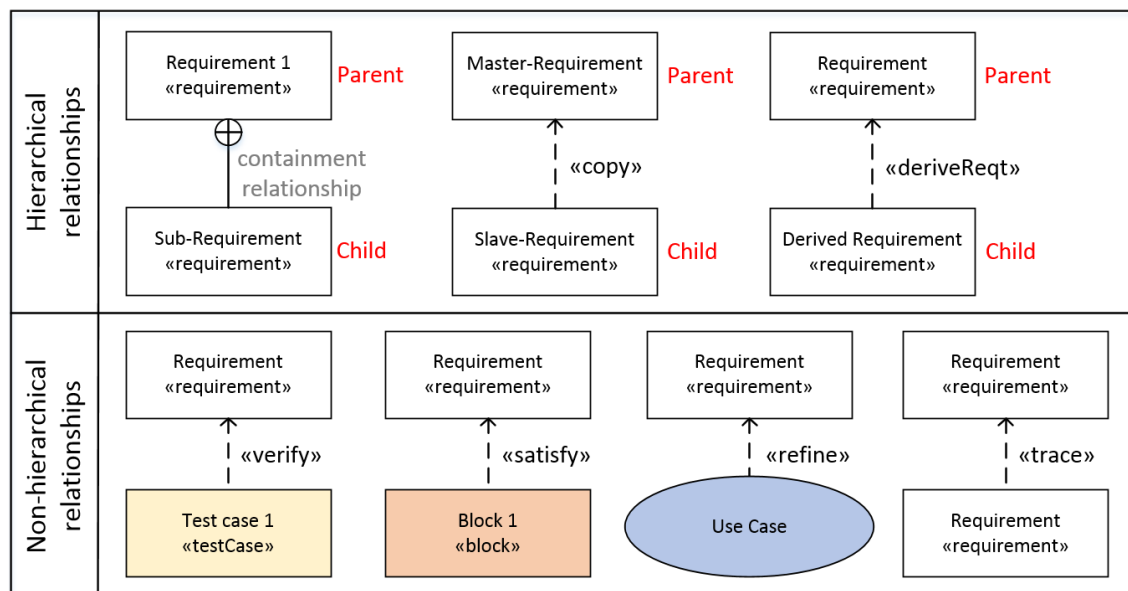 Hierarchical
relationships
Requirement 1
«requirement»
Parent
containment
relationship
Sub-Requirement
«requirement»
Child
Master-Requirement
«requirement»
Parent
«copy»
Slave-Requirement
«requirement»
Child
Requirement
«requirement»
Parent
«deriveReqt»
Derived Requirement
«requirement»
Child
Non-hierarchical
relationships
Requirement
«requirement»
«verify»
Test case 1
«testCase»
Requirement
«requirement»
«satisfy»
Block 1
«block»
Requirement
«requirement»
«refine»
Use Case
Requirement
«requirement»
«trace»
Requirement
«requirement»